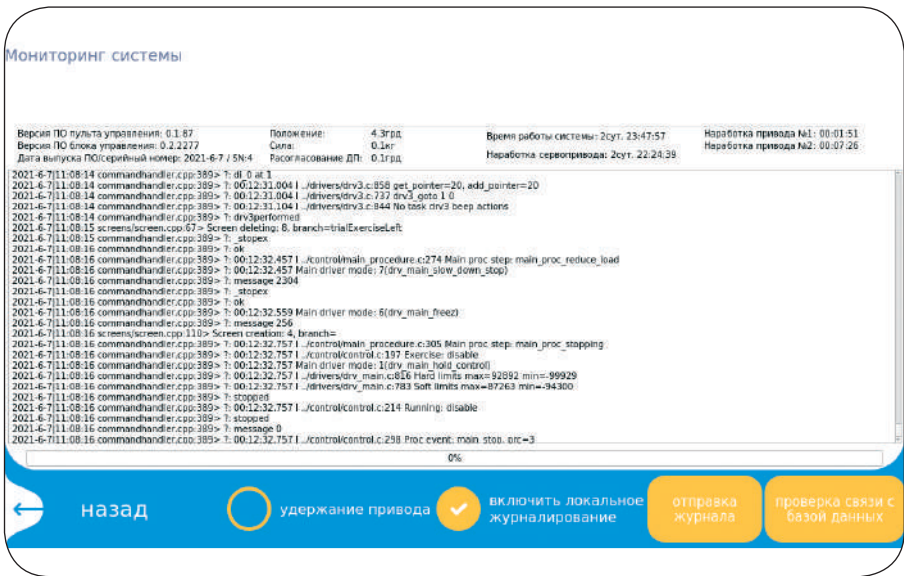 Мониторинг системы
Версия ПО пульта управления: 0.1.87
Версия ПО блока управления: 0.2.2277
Дата выпуска ПО/серийный номер: 2021-6-7 / SN:4
Положение: 4.3грд
Сила: 0.1кг
Расогласование ДП: 0.1грд
Время работы системы: 2сут. 23:47:57
Наработка сервопривода: 2сут. 22:24:39
Наработка привода №1: 00:01:51
Наработка привода №2: 00:07:26
2021-6-7|11:08:14 commandhandler.cpp:389> ?: di_0 at 1
2021-6-7|11:08:14 commandhandler.cpp:389> ?: 00:12:31.004 I ../drivers/drv3.c:858 get_pointer=20, add_pointer=20
2021-6-7|11:08:14 commandhandler.cpp:389> ?: 00:12:31.004 I ../drivers/drv3.c:737 drv3_goto 1 0
2021-6-7|11:08:14 commandhandler.cpp:389> ?: 00:12:31.104 I ../drivers/drv3.c:844 No task drv3 beep actions
2021-6-7|11:08:14 commandhandler.cpp:389> ?: drv3performed
2021-6-7|11:08:15 screens/screen.cpp:67> Screen deleting: 8, branch=trialExerciseLeft
2021-6-7|11:08:15 commandhandler.cpp:389> ?: _stopex
2021-6-7|11:08:16 commandhandler.cpp:389> ?: ok
2021-6-7|11:08:16 commandhandler.cpp:389> ?: 00:12:32.457 I ../control/main_procedure.c:274 Main proc step: main_proc_reduce_load
2021-6-7|11:08:16 commandhandler.cpp:389> ?: 00:12:32.457 Main driver mode: 7(drv_main_slow_down_stop)
2021-6-7|11:08:16 commandhandler.cpp:389> ?: message 2304
2021-6-7|11:08:16 commandhandler.cpp:389> ?: _stopex
2021-6-7|11:08:16 commandhandler.cpp:389> ?: ok
2021-6-7|11:08:16 commandhandler.cpp:389> ?: 00:12:32.559 Main driver mode: 6(drv_main_freez)
2021-6-7|11:08:16 commandhandler.cpp:389> ?: message 256
2021-6-7|11:08:16 screens/screen.cpp:110> Screen creation: 4, branch=
2021-6-7|11:08:16 commandhandler.cpp:389> ?: 00:12:32.757 I ../control/main_procedure.c:305 Main proc step: main_proc_stopping
2021-6-7|11:08:16 commandhandler.cpp:389> ?: 00:12:32.757 I ../control/control.c:197 Exercise: disable
2021-6-7|11:08:16 commandhandler.cpp:389> ?: 00:12:32.757 Main driver mode: 1(drv_main_hold_control)
2021-6-7|11:08:16 commandhandler.cpp:389> ?: 00:12:32.757 I ../drivers/drv_main.c:816 Hard limits max=92892 min=-99929
2021-6-7|11:08:16 commandhandler.cpp:389> ?: 00:12:32.757 I ../drivers/drv_main.c:783 Soft limits max=87263 min=-94300
2021-6-7|11:08:16 commandhandler.cpp:389> ?: stopped
2021-6-7|11:08:16 commandhandler.cpp:389> ?: 00:12:32.757 I ../control/control.c:214 Running: disable
2021-6-7|11:08:16 commandhandler.cpp:389> ?: stopped
2021-6-7|11:08:16 commandhandler.cpp:389> ?: message 0
2021-6-7|11:08:16 commandhandler.cpp:389> ?: 00:12:32.757 I ../control/control.c:298 Proc event: main_stop, prc=3
0%
назад
удержание привода
включить локальное
журналирование
отправка
журнала
проверка связи с
базой данных